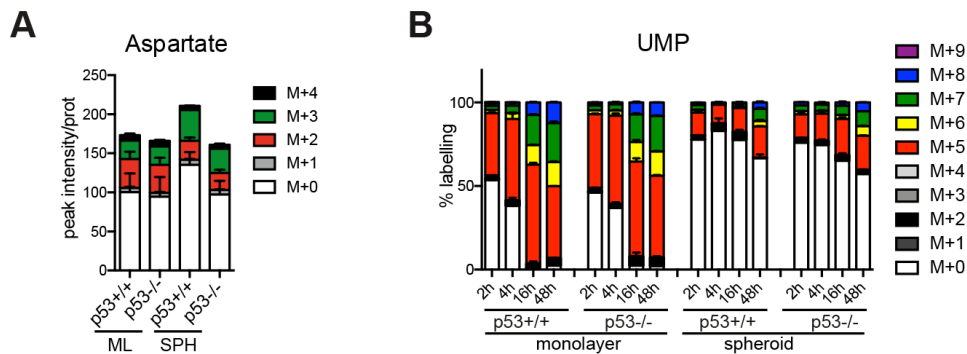 A
Aspartate
peak intensity/prot
250
200
150
100
50
0
p53+/+
p53-/-
p53+/+
p53-/-
ML
SPH
M+4
M+3
M+2
M+1
M+0
B
UMP
% labelling
100
50
0
2h 4h 16h 48h 2h 4h 16h 48h 2h 4h 16h 48h 2h 4h 16h 48h
p53+/+ p53-/- p53+/+ p53-/-
monolayer spheroid
M+9
M+8
M+7
M+6
M+5
M+4
M+3
M+2
M+1
M+0